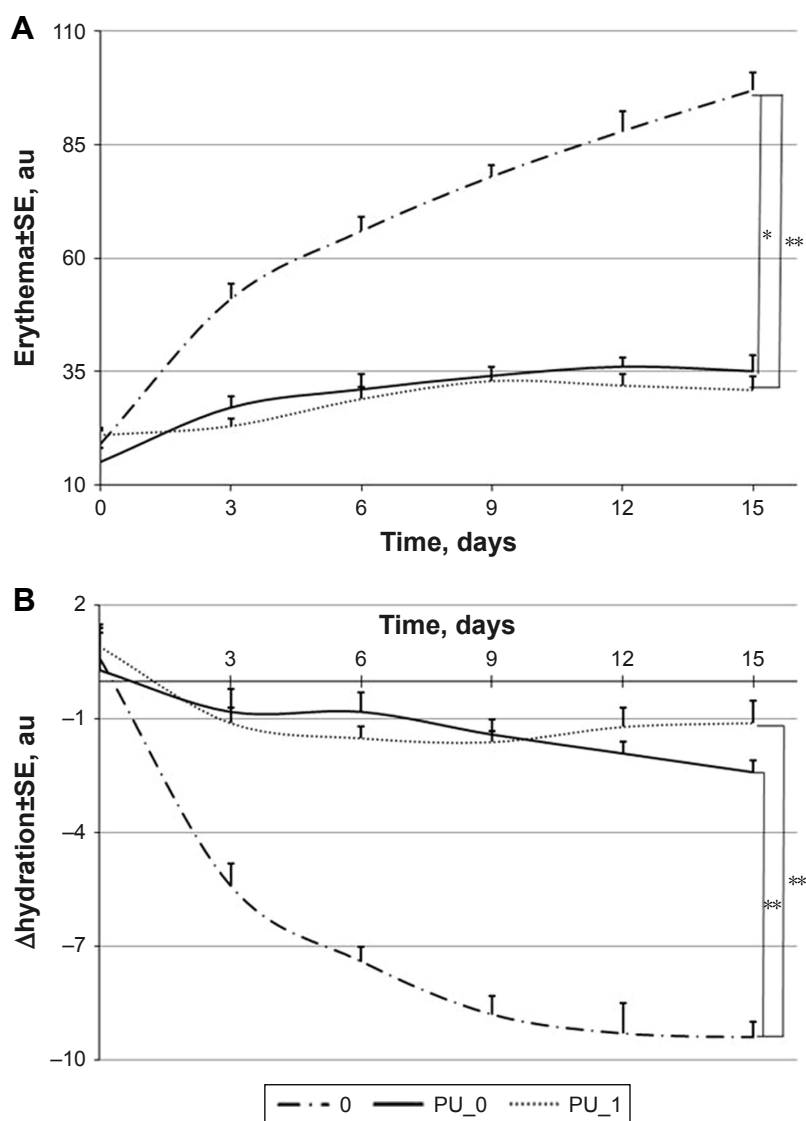 A
110
85
60
35
10
Erythema±SE, au
*
**
0 3 6 9 12 15
Time, days
B
2
–1
–4
–7
–10
Δhydration±SE, au
Time, days
3 6 9 12 15
**
**
0 PU_0 PU_1